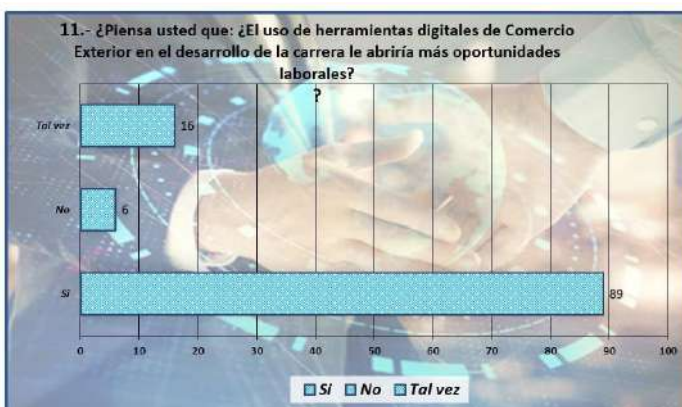 11.- ¿Piensa usted que: ¿El uso de herramientas digitales de Comercio
Exterior en el desarrollo de la carrera le abriría más oportunidades
laborales?
?
Tal vez 16
No 6
Si 89
0 10 20 30 40 50 60 70 80 90 100
Sí No Tal vez